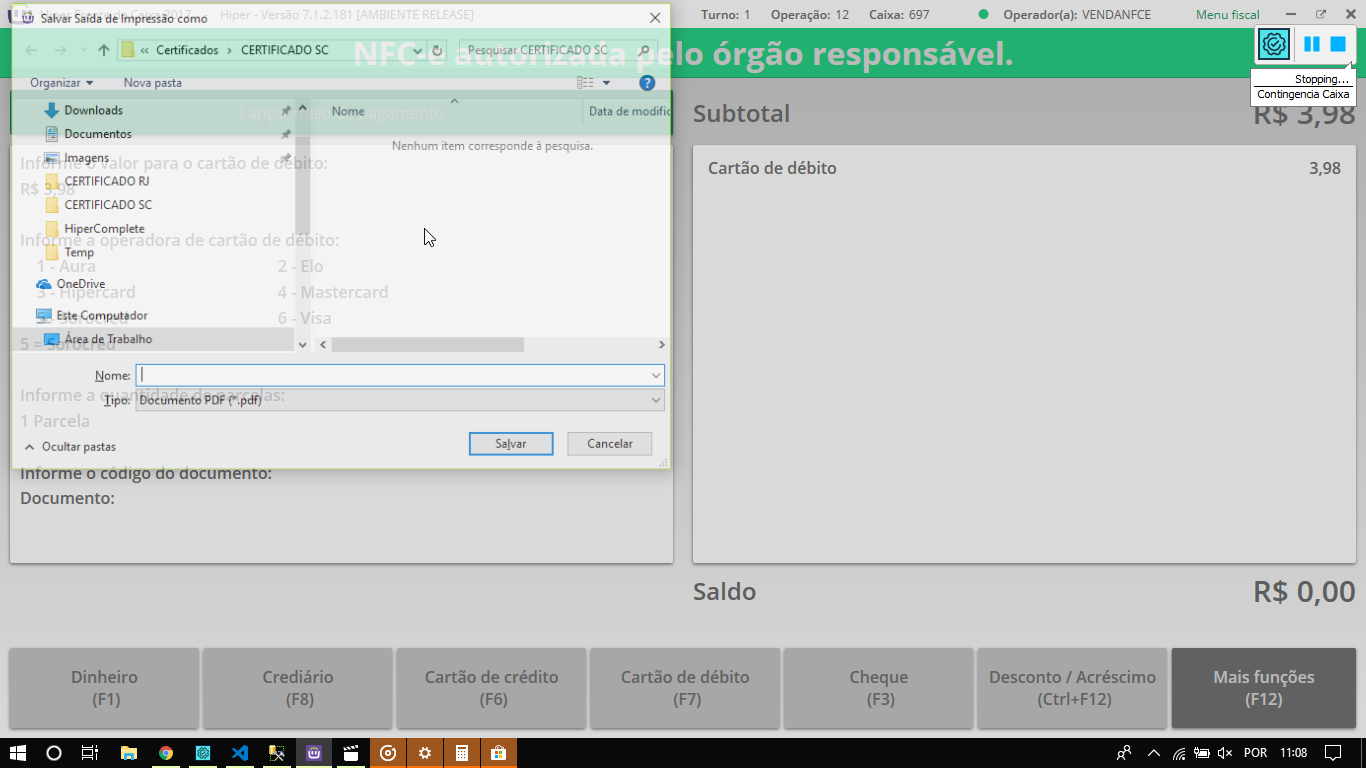 Salvar Saída de Impressão como
Hiper - Versão 7.1.2.181 [AMBIENTE RELEASE]
Turno: 1 Operação: 12 Caixa: 697 Operador(a): VENDANFCE Menu fiscal
NFC-e autorizada pelo órgão responsável.
« Certificados › CERTIFICADO SC
Pesquisar CERTIFICADO SC
Stopping...
Contingencia Caixa
Organizar Nova pasta
Downloads
Documentos
Imagens
CERTIFICADO RJ
CERTIFICADO SC
HiperComplete
Temp
OneDrive
Este Computador
Área de Trabalho
Nome Data de modific
Nenhum item corresponde à pesquisa.
Nome:
Tipo: Documento PDF (*.pdf)
Ocultar pastas
Salvar Cancelar
Informe o valor para o cartão de débito:
R$ 3,98
Informe a operadora de cartão de débito:
1 - Aura 2 - Elo
3 - Hipercard 4 - Mastercard
5 - Sorocred 6 - Visa
5 = Sorocred
Informe a quantidade de parcelas:
1 Parcela
Informe o código do documento:
Documento:
Subtotal R$ 3,98
Cartão de débito 3,98
Saldo R$ 0,00
Dinheiro
(F1)
Crediário
(F8)
Cartão de crédito
(F6)
Cartão de débito
(F7)
Cheque
(F3)
Desconto / Acréscimo
(Ctrl+F12)
Mais funções
(F12)
POR 11:08